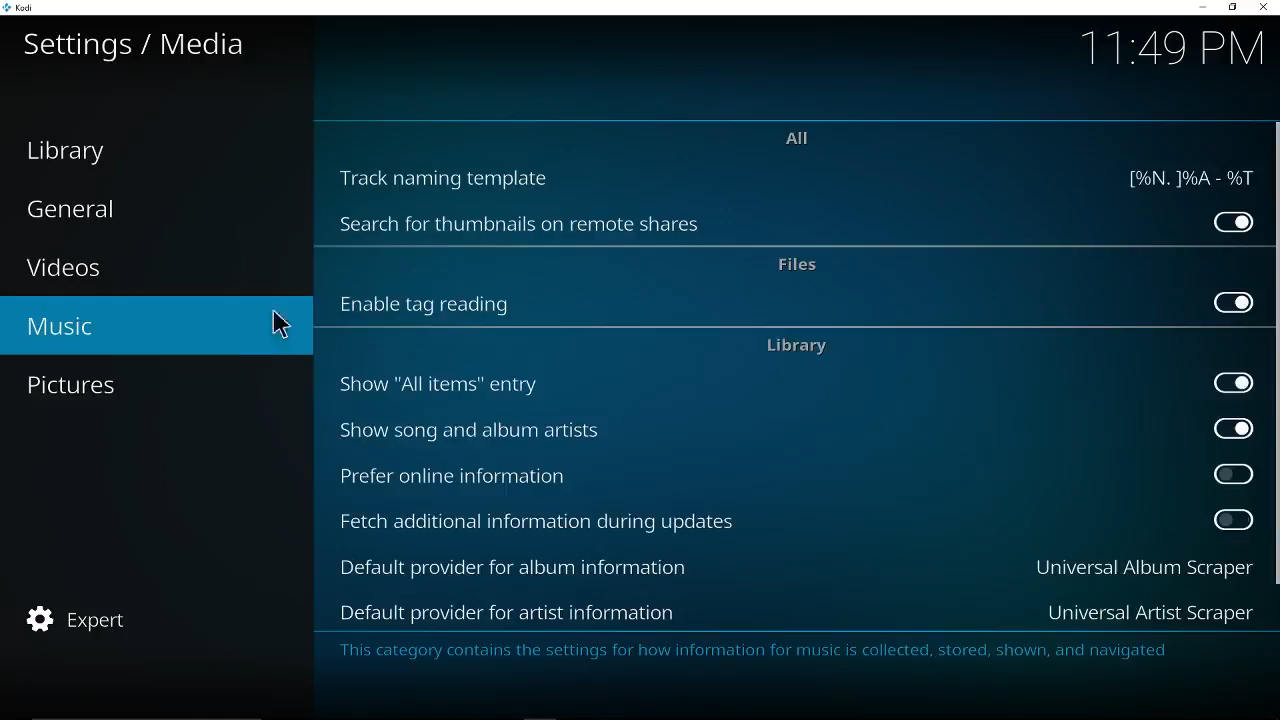 Kodi
Settings / Media
11:49 PM
Library
General
Videos
Music
Pictures
Expert
All
Track naming template [%N. ]%A - %T
Search for thumbnails on remote shares
Files
Enable tag reading
Library
Show "All items" entry
Show song and album artists
Prefer online information
Fetch additional information during updates
Default provider for album information Universal Album Scraper
Default provider for artist information Universal Artist Scraper
This category contains the settings for how information for music is collected, stored, shown, and navigated